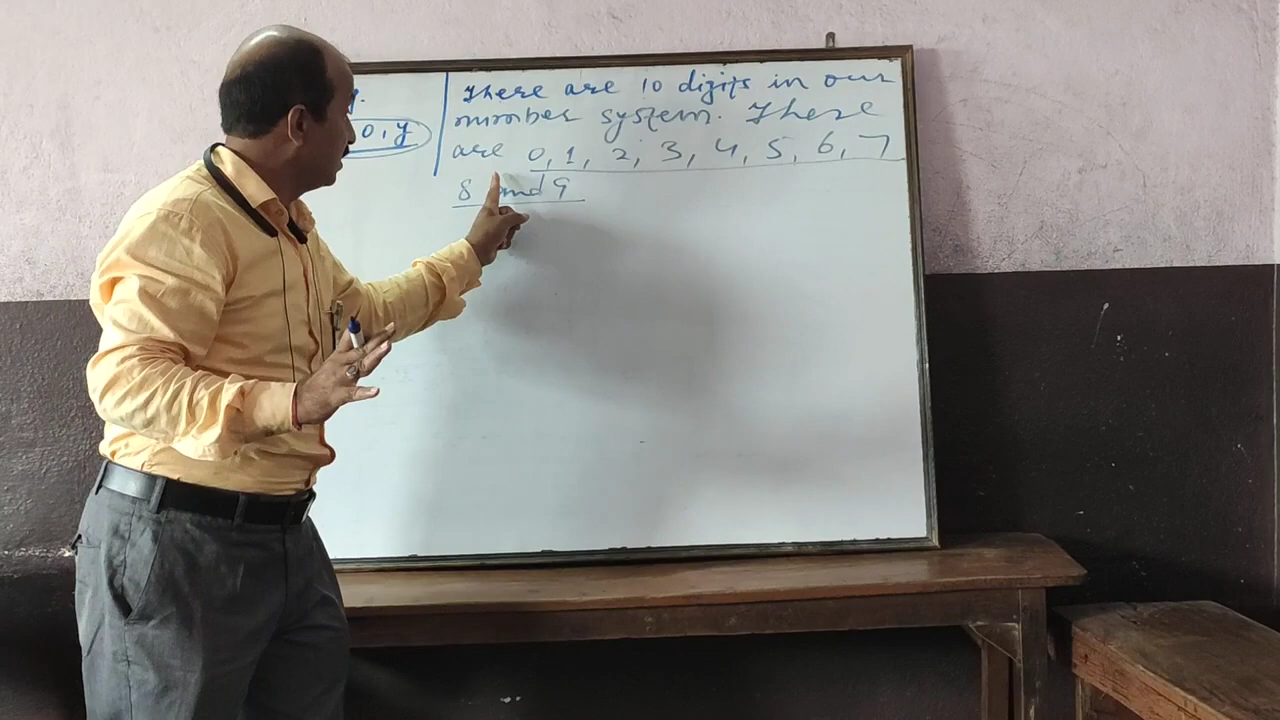 y.
0, y
There are 10 digits in our
number system. These
are 0, 1, 2, 3, 4, 5, 6, 7
8 and 9